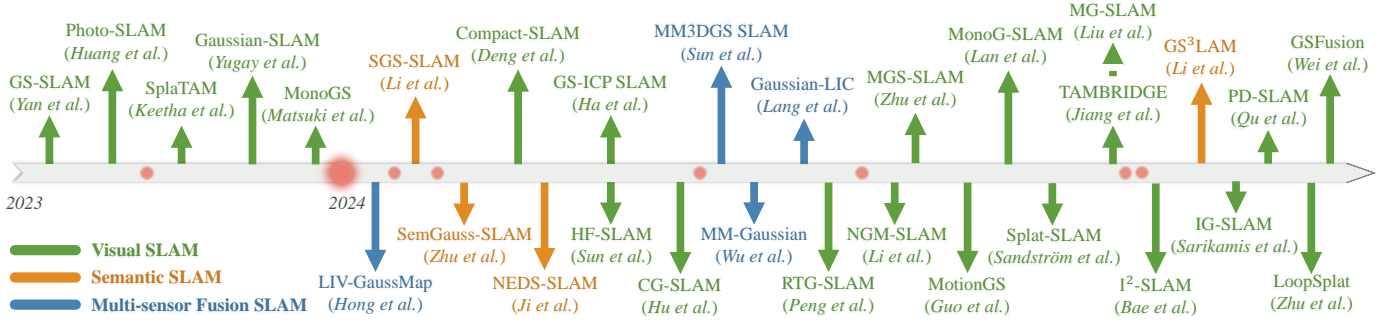 GS-SLAM
(Yan et al.)
Photo-SLAM
(Huang et al.)
SplaTAM
(Keetha et al.)
Gaussian-SLAM
(Yugay et al.)
MonoGS
(Matsuki et al.)
SGS-SLAM
(Li et al.)
Compact-SLAM
(Deng et al.)
GS-ICP SLAM
(Ha et al.)
MM3DGS SLAM
(Sun et al.)
Gaussian-LIC
(Lang et al.)
MGS-SLAM
(Zhu et al.)
MonoG-SLAM
(Lan et al.)
MG-SLAM
(Liu et al.)
TAMBRIDGE
(Jiang et al.)
GS³LAM
(Li et al.)
PD-SLAM
(Qu et al.)
GSFusion
(Wei et al.)
2023
2024
LIV-GaussMap
(Hong et al.)
SemGauss-SLAM
(Zhu et al.)
NEDS-SLAM
(Ji et al.)
HF-SLAM
(Sun et al.)
CG-SLAM
(Hu et al.)
MM-Gaussian
(Wu et al.)
RTG-SLAM
(Peng et al.)
NGM-SLAM
(Li et al.)
MotionGS
(Guo et al.)
Splat-SLAM
(Sandström et al.)
I²-SLAM
(Bae et al.)
IG-SLAM
(Sarikamis et al.)
LoopSplat
(Zhu et al.)
Visual SLAM
Semantic SLAM
Multi-sensor Fusion SLAM